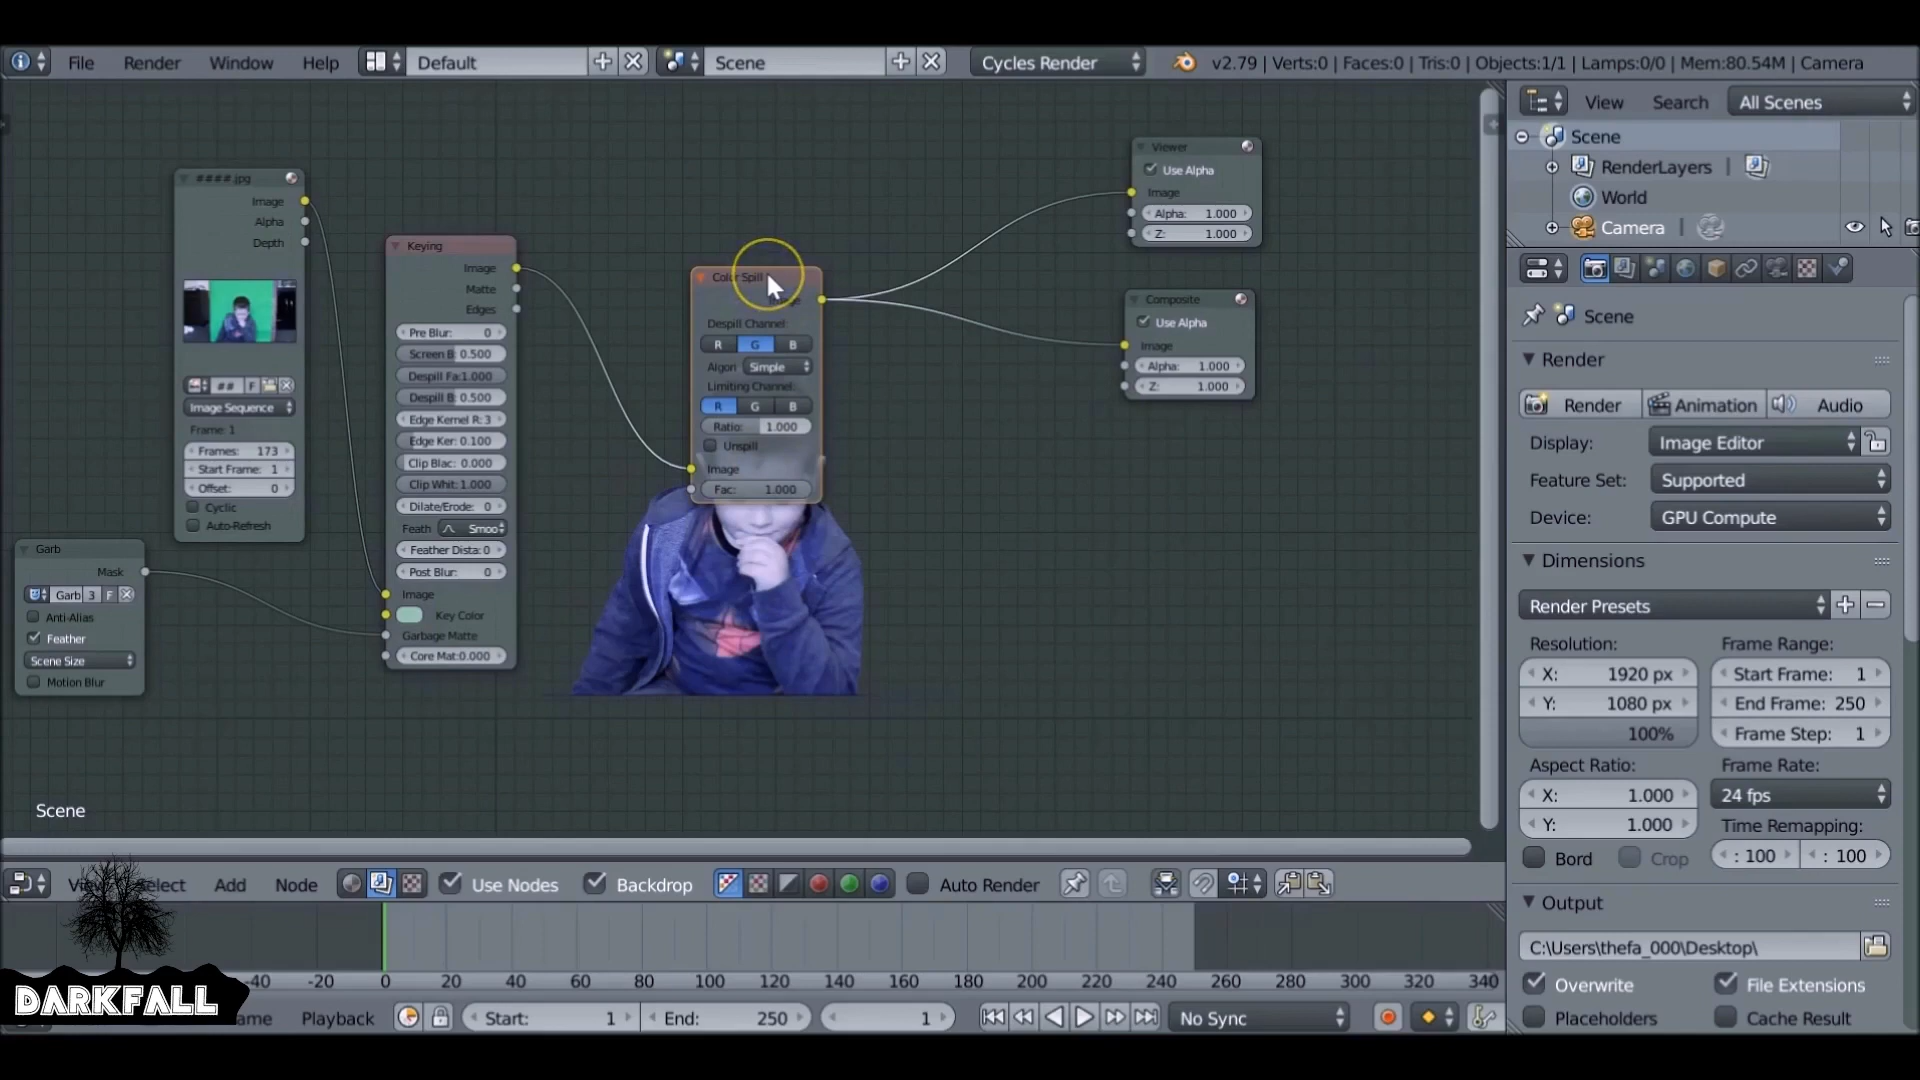 File Render Window Help Default Scene Cycles Render v2.79 | Verts:0 | Faces:0 | Tris:0 | Objects:1/1 | Lamps:0/0 | Mem:80.54M | Camera
####.jpg
Image
Alpha
Depth
## F
Image Sequence
Frame: 1
Frames: 173
Start Frame: 1
Offset: 0
Cyclic
Auto-Refresh
Garb
Mask
Garb 3 F
Anti-Alias
Feather
Scene Size
Motion Blur
Keying
Image
Matte
Edges
Pre Blur: 0
Screen B: 0.500
Despill Fa:1.000
Despill B: 0.500
Edge Kernel R: 3
Edge Ker: 0.100
Clip Blac: 0.000
Clip Whit: 1.000
Dilate/Erode: 0
Feath Smoo
Feather Dista: 0
Post Blur: 0
Image
Key Color
Garbage Matte
Core Mat:0.000
Color Spill
Despill Channel:
R G B
Algori Simple
Limiting Channel:
R G B
Ratio: 1.000
Unspill
Image
Fac: 1.000
Viewer
Use Alpha
Image
Alpha: 1.000
Z: 1.000
Composite
Use Alpha
Image
Alpha: 1.000
Z: 1.000
Scene
View Search All Scenes
Scene
RenderLayers |
World
Camera |
Scene
Render
Render Animation Audio
Display: Image Editor
Feature Set: Supported
Device: GPU Compute
Dimensions
Render Presets
Resolution: Frame Range:
X: 1920 px Start Frame: 1
Y: 1080 px End Frame: 250
100% Frame Step: 1
Aspect Ratio: Frame Rate:
X: 1.000 24 fps
Y: 1.000 Time Remapping:
Bord Crop : 100 : 100
Output
C:\Users\thefa_000\Desktop\
Overwrite File Extensions
Placeholders Cache Result
Select Add Node Use Nodes Backdrop Auto Render
-40 -20 0 20 40 60 80 100 120 140 160 180 200 220 240 260 280 300 320 340
DARKFALL
Playback Start: 1 End: 250 1 No Sync